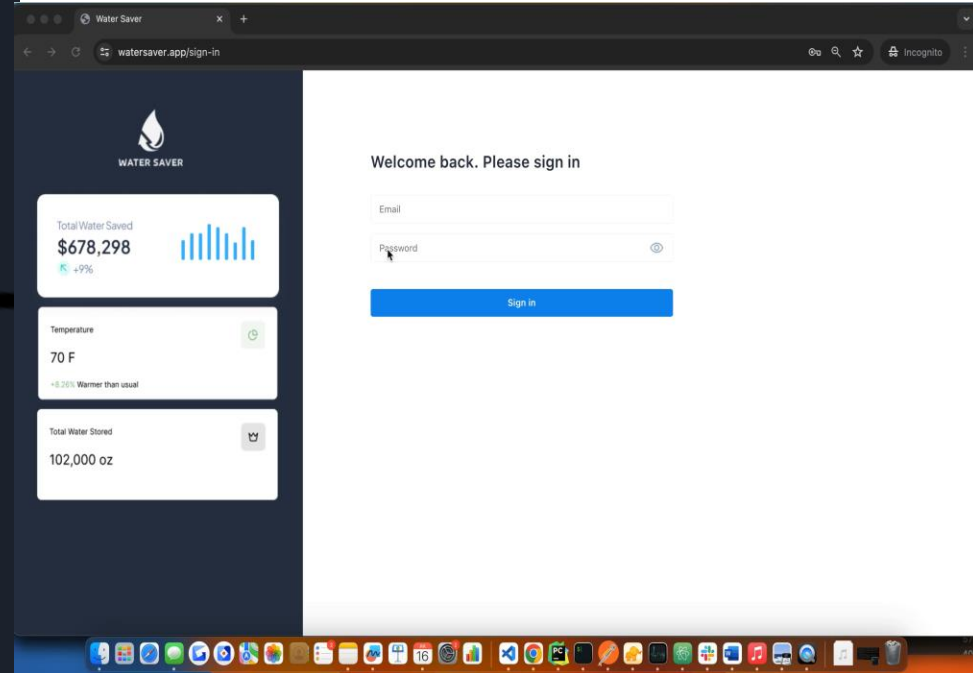 Water Saver
watersaver.app/sign-in
Incognito
WATER SAVER
Total Water Saved
$678,298
+9%
Temperature
70 F
+8.26% Warmer than usual
Total Water Stored
102,000 oz
Welcome back. Please sign in
Email
Password
Sign in
16
PC